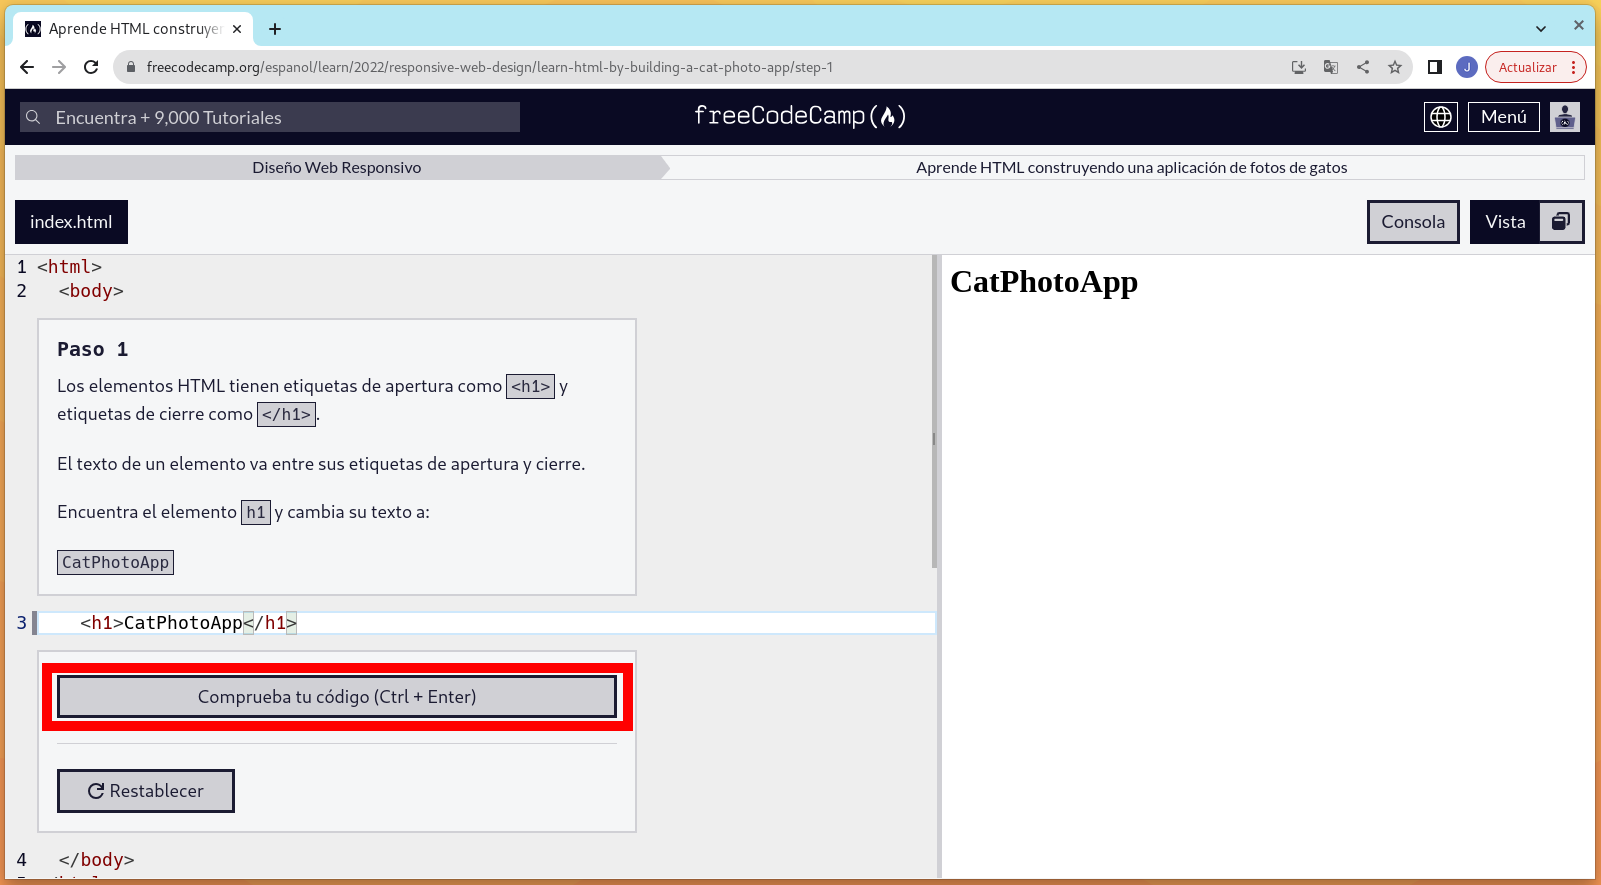 Aprende HTML construye
freecodecamp.org/espanol/learn/2022/responsive-web-design/learn-html-by-building-a-cat-photo-app/step-1
J
Actualizar
Encuentra + 9,000 Tutoriales
freeCodeCamp
Menú
Diseño Web Responsivo
Aprende HTML construyendo una aplicación de fotos de gatos
index.html
Consola
Vista
1 <html>
2 <body>
Paso 1
Los elementos HTML tienen etiquetas de apertura como <h1> y
etiquetas de cierre como </h1>.
El texto de un elemento va entre sus etiquetas de apertura y cierre.
Encuentra el elemento h1 y cambia su texto a:
CatPhotoApp
3 <h1>CatPhotoApp</h1>
Comprueba tu código (Ctrl + Enter)
Restablecer
4 </body>
CatPhotoApp